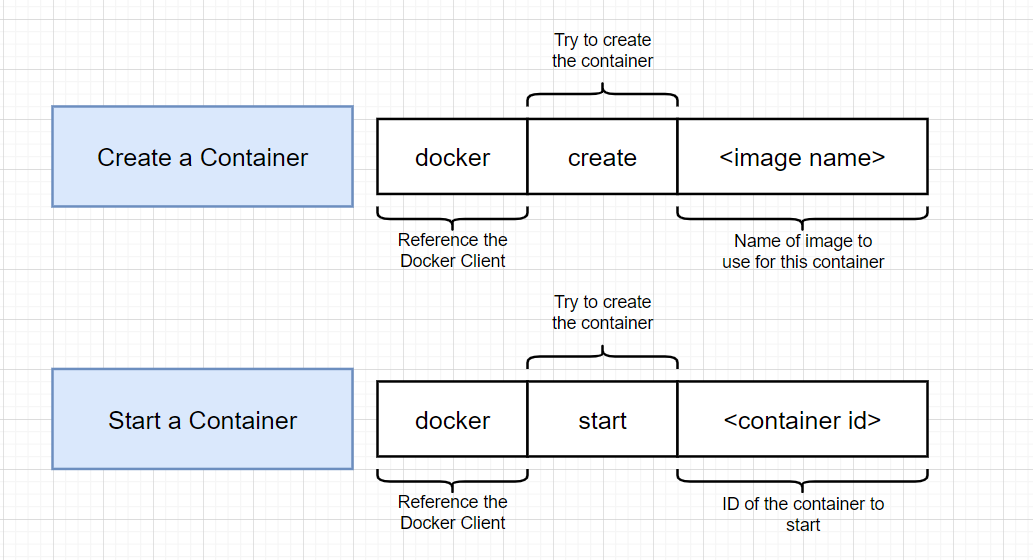 Try to create
the container
Create a Container
docker
create
<image name>
Reference the
Docker Client
Name of image to
use for this container
Try to create
the container
Start a Container
docker
start
<container id>
Reference the
Docker Client
ID of the container to
start